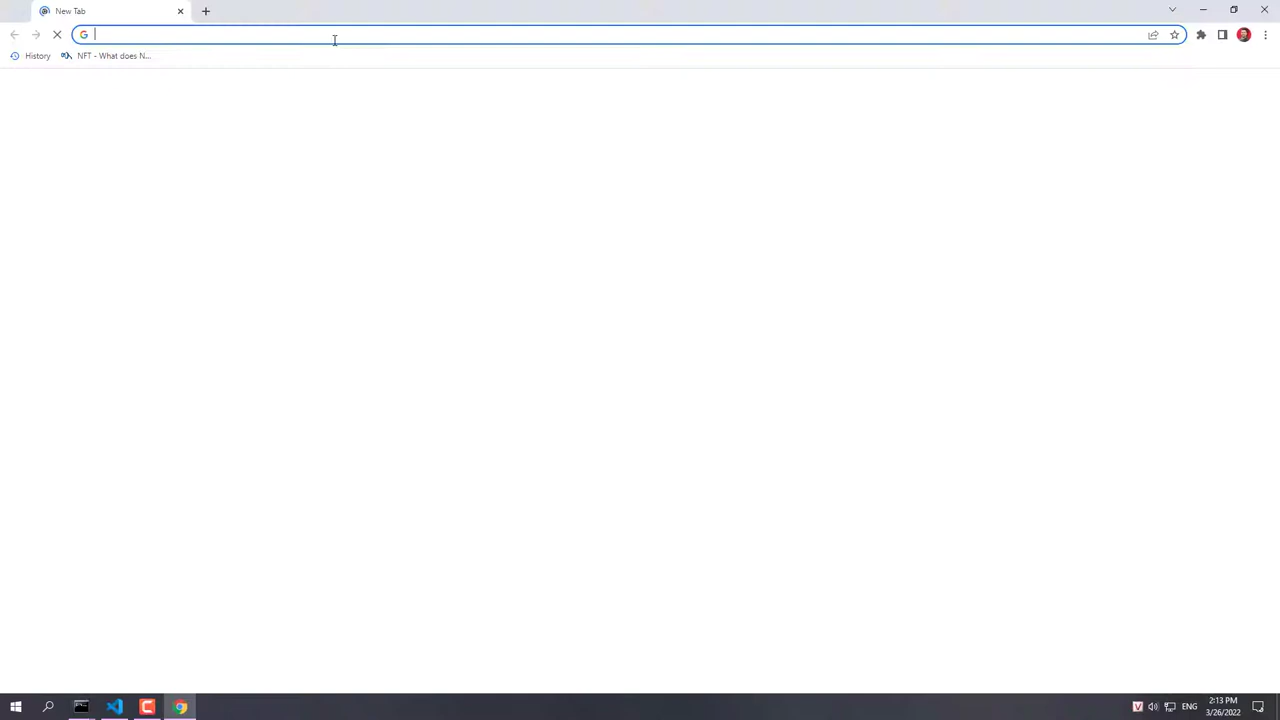 New Tab
History
NFT - What does N...
ENG
2:13 PM
3/26/2022